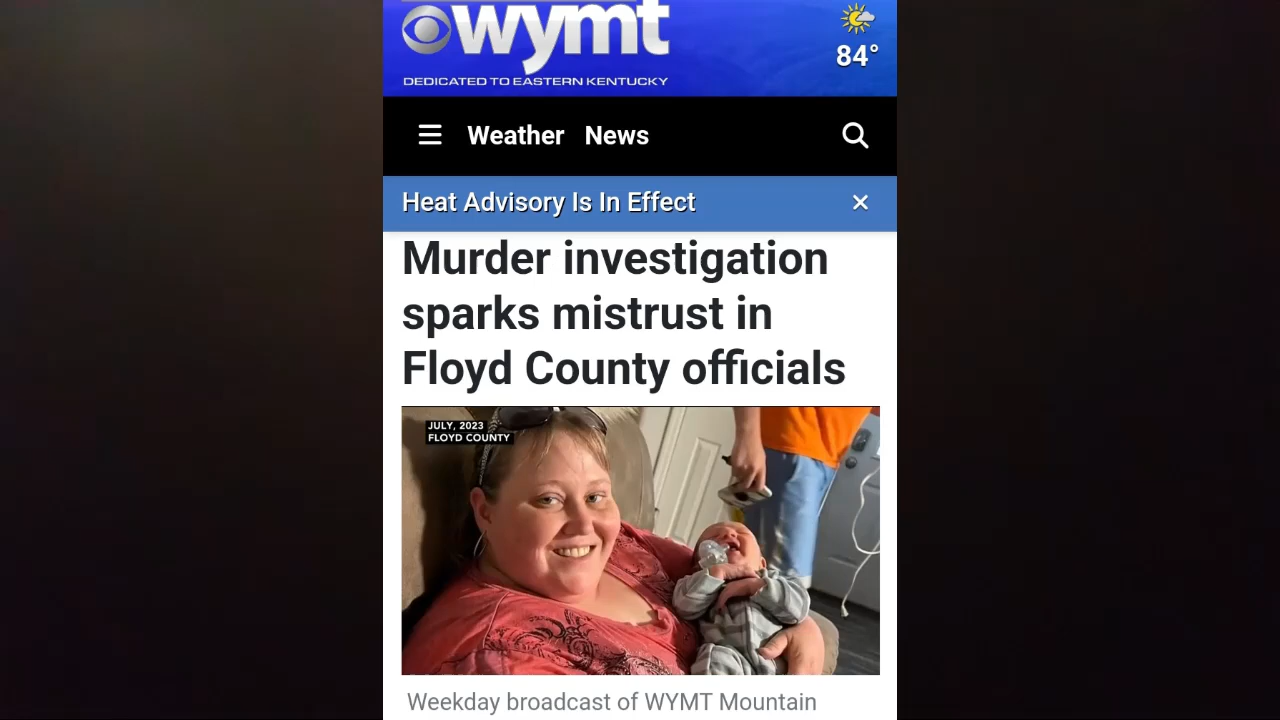 wymt
DEDICATED TO EASTERN KENTUCKY
84°
Weather News
Heat Advisory Is In Effect
Murder investigation
sparks mistrust in
Floyd County officials
JULY, 2023
FLOYD COUNTY
Weekday broadcast of WYMT Mountain